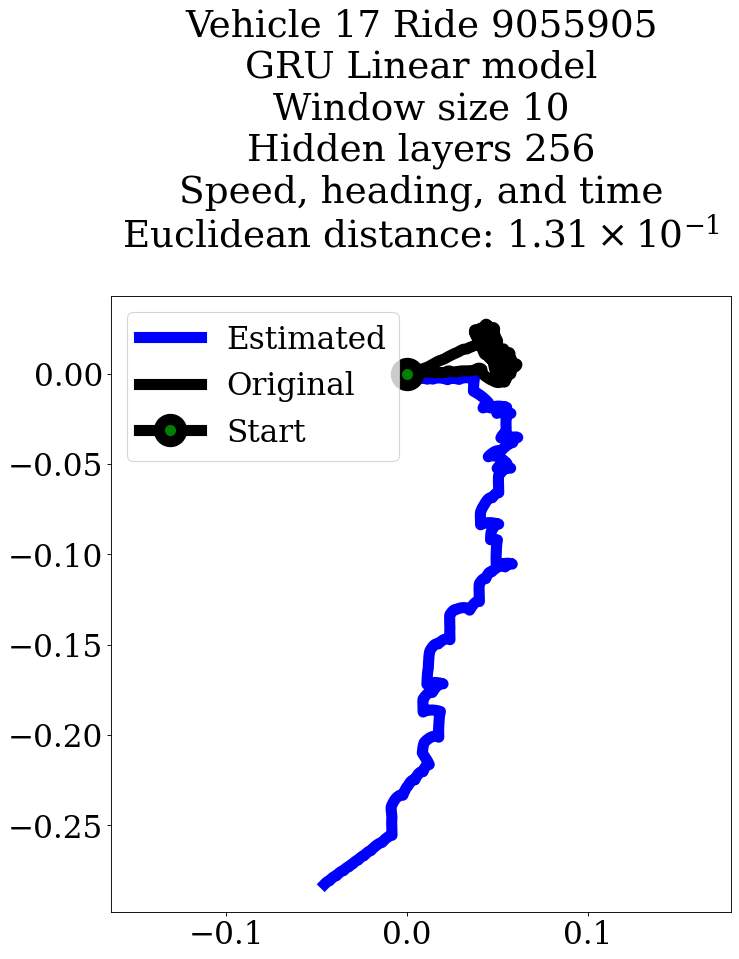 Vehicle 17 Ride 9055905
GRU Linear model
Window size 10
Hidden layers 256
Speed, heading, and time
Euclidean distance: 1.31 × 10⁻¹
Estimated
Original
Start
0.00
−0.05
−0.10
−0.15
−0.20
−0.25
−0.1
0.0
0.1